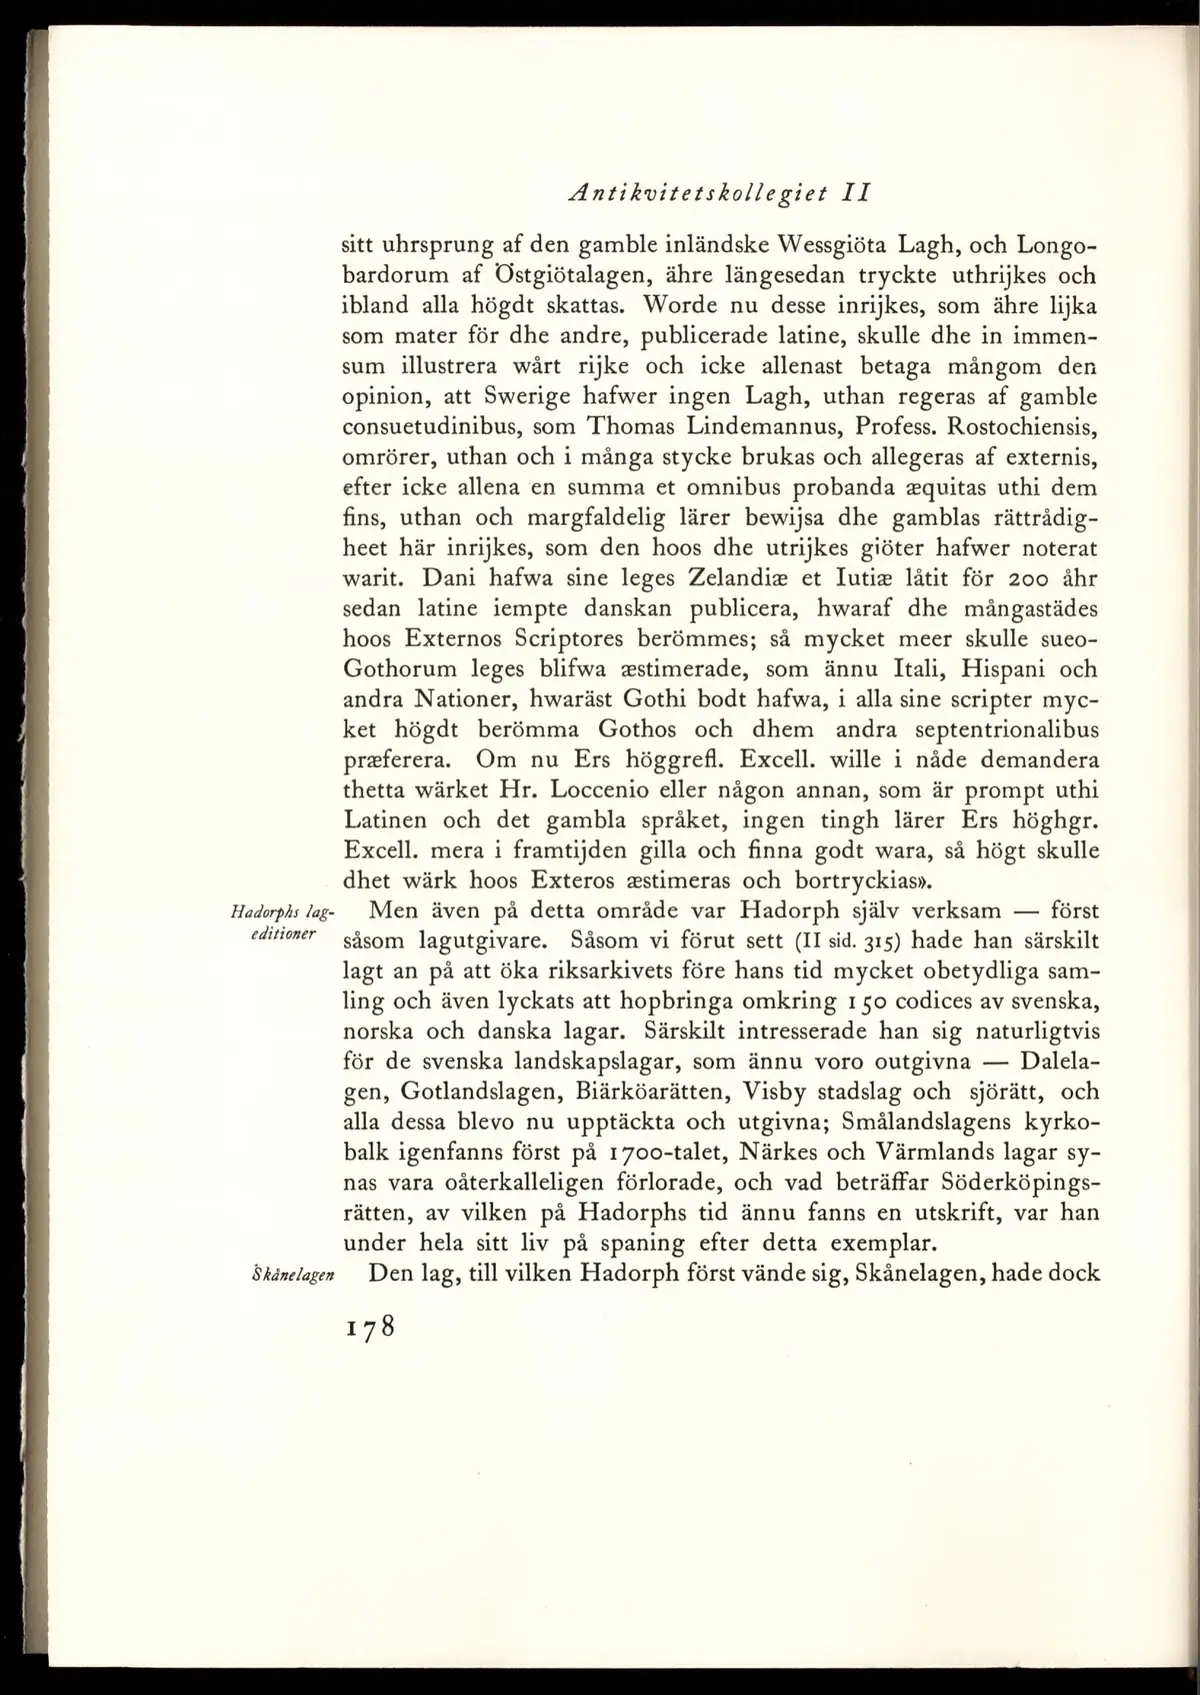 Antikvitetskollegiet II
sitt uhrsprung af den gamble inländske Wessgiöta Lagh, och Longo-
bardorum af Östgiötalagen, ähre längesedan tryckte uthrijkes och
ibland alla högdt skattas. Worde nu desse inrijkes, som ähre lijka
som mater för dhe andre, publicerade latine, skulle dhe in immen-
sum illustrera wårt rijke och icke allenast betaga mångom den
opinion, att Swerige hafwer ingen Lagh, uthan regeras af gamble
consuetudinibus, som Thomas Lindemannus, Profess. Rostochiensis,
omrörer, uthan och i många stycke brukas och allegeras af externis,
efter icke allena en summa et omnibus probanda æquitas uthi dem
fins, uthan och margfaldelig lärer bewijsa dhe gamblas rättrådig-
heet här inrijkes, som den hoos dhe utrijkes giöter hafwer noterat
warit. Dani hafwa sine leges Zelandiæ et Iutiæ låtit för 200 åhr
sedan latine iempte danskan publicera, hwaraf dhe mångastädes
hoos Externos Scriptores berömmes; så mycket meer skulle sueo-
Gothorum leges blifwa æstimerade, som ännu Itali, Hispani och
andra Nationer, hwaräst Gothi bodt hafwa, i alla sine scripter myc-
ket högdt berömma Gothos och dhem andra septentrionalibus
præferera. Om nu Ers höggrefl. Excell. wille i nåde demandera
thetta wärket Hr. Loccenio eller någon annan, som är prompt uthi
Latinen och det gambla språket, ingen tingh lärer Ers höghgr.
Excell. mera i framtijden gilla och finna godt wara, så högt skulle
dhet wärk hoos Exteros æstimeras och bortryckias».
Hadorphs lag-
editioner
Men även på detta område var Hadorph själv verksam — först
såsom lagutgivare. Såsom vi förut sett (II sid. 315) hade han särskilt
lagt an på att öka riksarkivets före hans tid mycket obetydliga sam-
ling och även lyckats att hopbringa omkring 150 codices av svenska,
norska och danska lagar. Särskilt intresserade han sig naturligtvis
för de svenska landskapslagar, som ännu voro outgivna — Dalela-
gen, Gotlandslagen, Biärköarätten, Visby stadslag och sjörätt, och
alla dessa blevo nu upptäckta och utgivna; Smålandslagens kyrko-
balk igenfanns först på 1700-talet, Närkes och Värmlands lagar sy-
nas vara oåterkalleligen förlorade, och vad beträffar Söderköpings-
rätten, av vilken på Hadorphs tid ännu fanns en utskrift, var han
under hela sitt liv på spaning efter detta exemplar.
Skånelagen
Den lag, till vilken Hadorph först vände sig, Skånelagen, hade dock
178